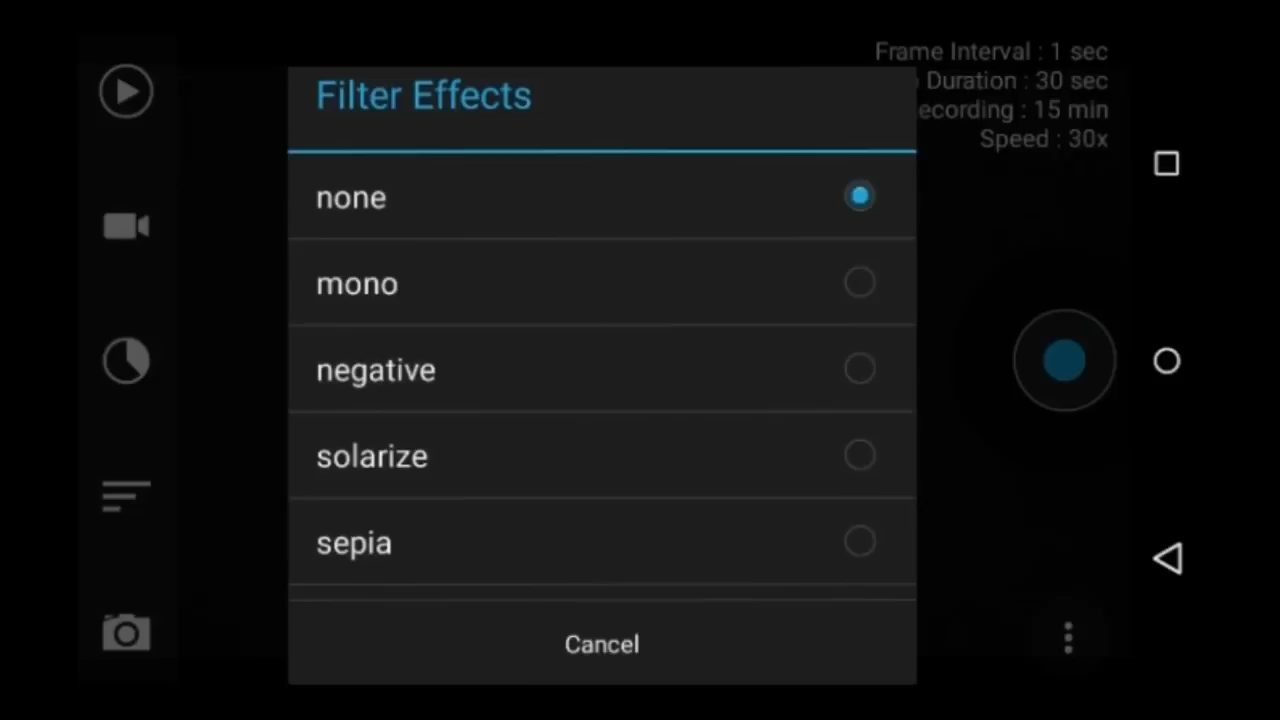 Frame Interval : 1 sec
Duration : 30 sec
ecording : 15 min
Speed : 30x
Filter Effects
none
mono
negative
solarize
sepia
Cancel